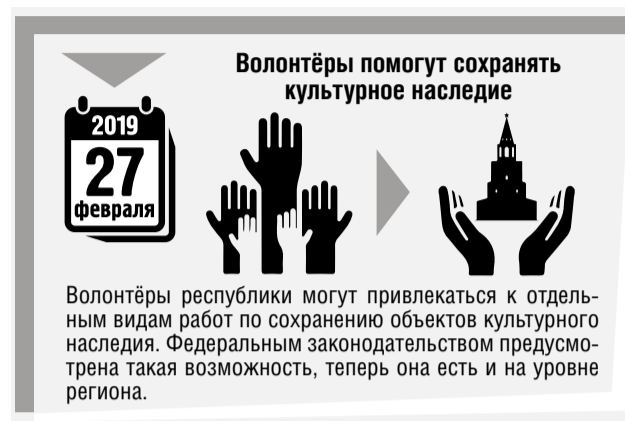 Волонтёры помогут сохранять
культурное наследие
2019
27
февраля
Волонтёры республики могут привлекаться к отдель-
ным видам работ по сохранению объектов культурного
наследия. Федеральным законодательством предусмо-
трена такая возможность, теперь она есть и на уровне
региона.